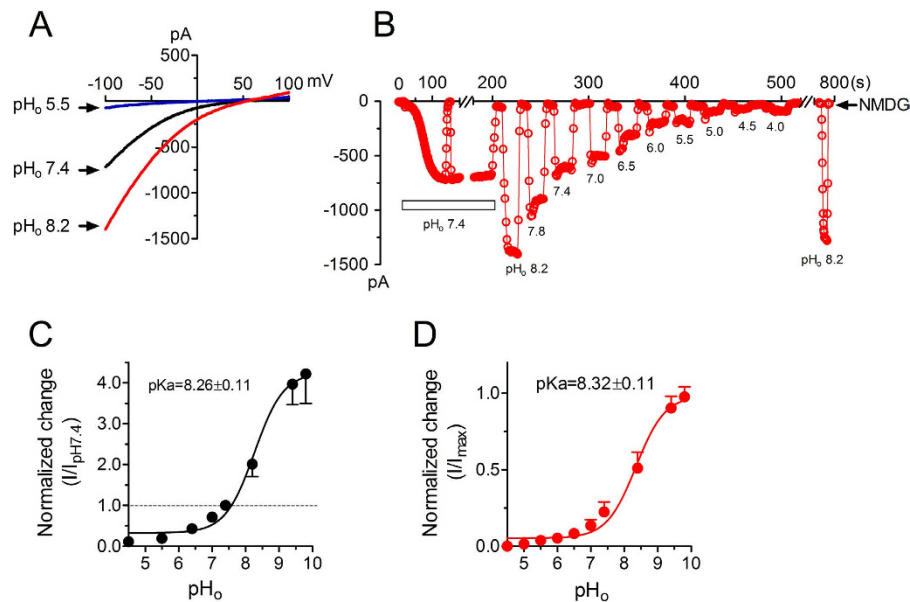 A
pA
500
-100 -50 50 100 mV
pHo 5.5
-500
pHo 7.4
-1000
pHo 8.2
-1500
B
0 100 200 300 400 500 800(s)
0
NMDG
-500
-1000
-1500
pA
pHo 7.4
pHo 8.2
7.8
7.4
7.0
6.5
6.0
5.5
5.0
4.5
4.0
pHo 8.2
C
Normalized change
(I/IpH7.4)
4.0
3.0
2.0
1.0
0.0
pKa=8.26±0.11
5 6 7 8 9 10
pHo
D
Normalized change
(I/Imax)
1.0
0.5
0.0
pKa=8.32±0.11
5 6 7 8 9 10
pHo